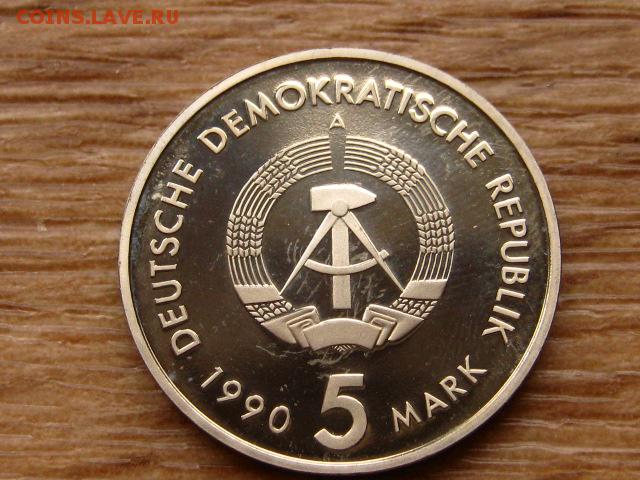 COINS.LAVE.RU
DEUTSCHE DEMOKRATISCHE REPUBLIK
A
1990 5 MARK